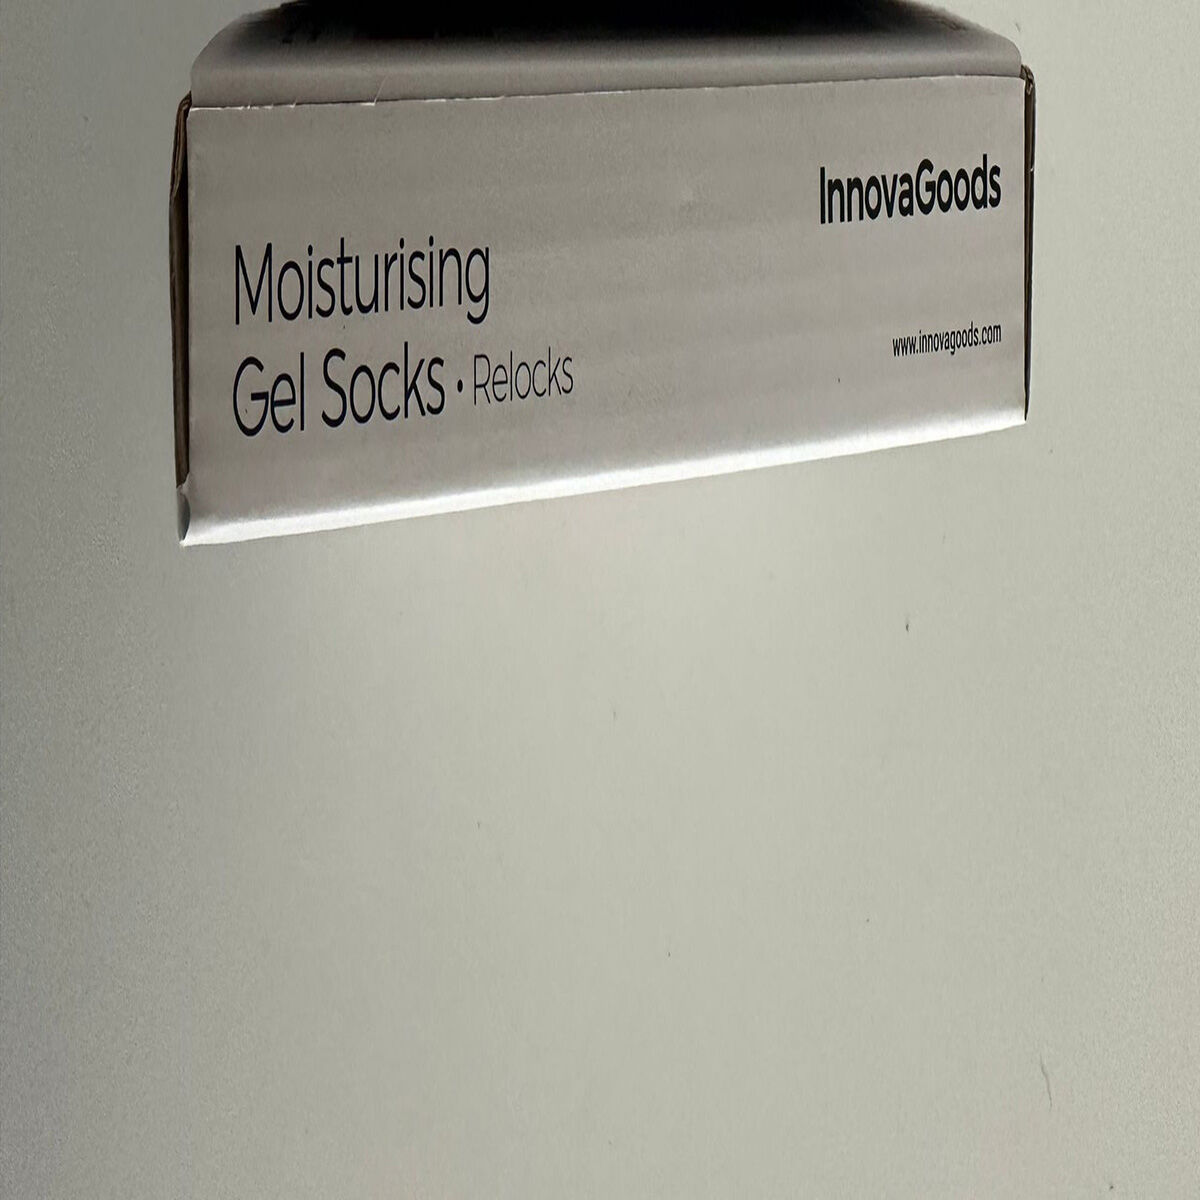 InnovaGoods
Moisturising
Gel Socks · Relocks
www.innovagoods.com